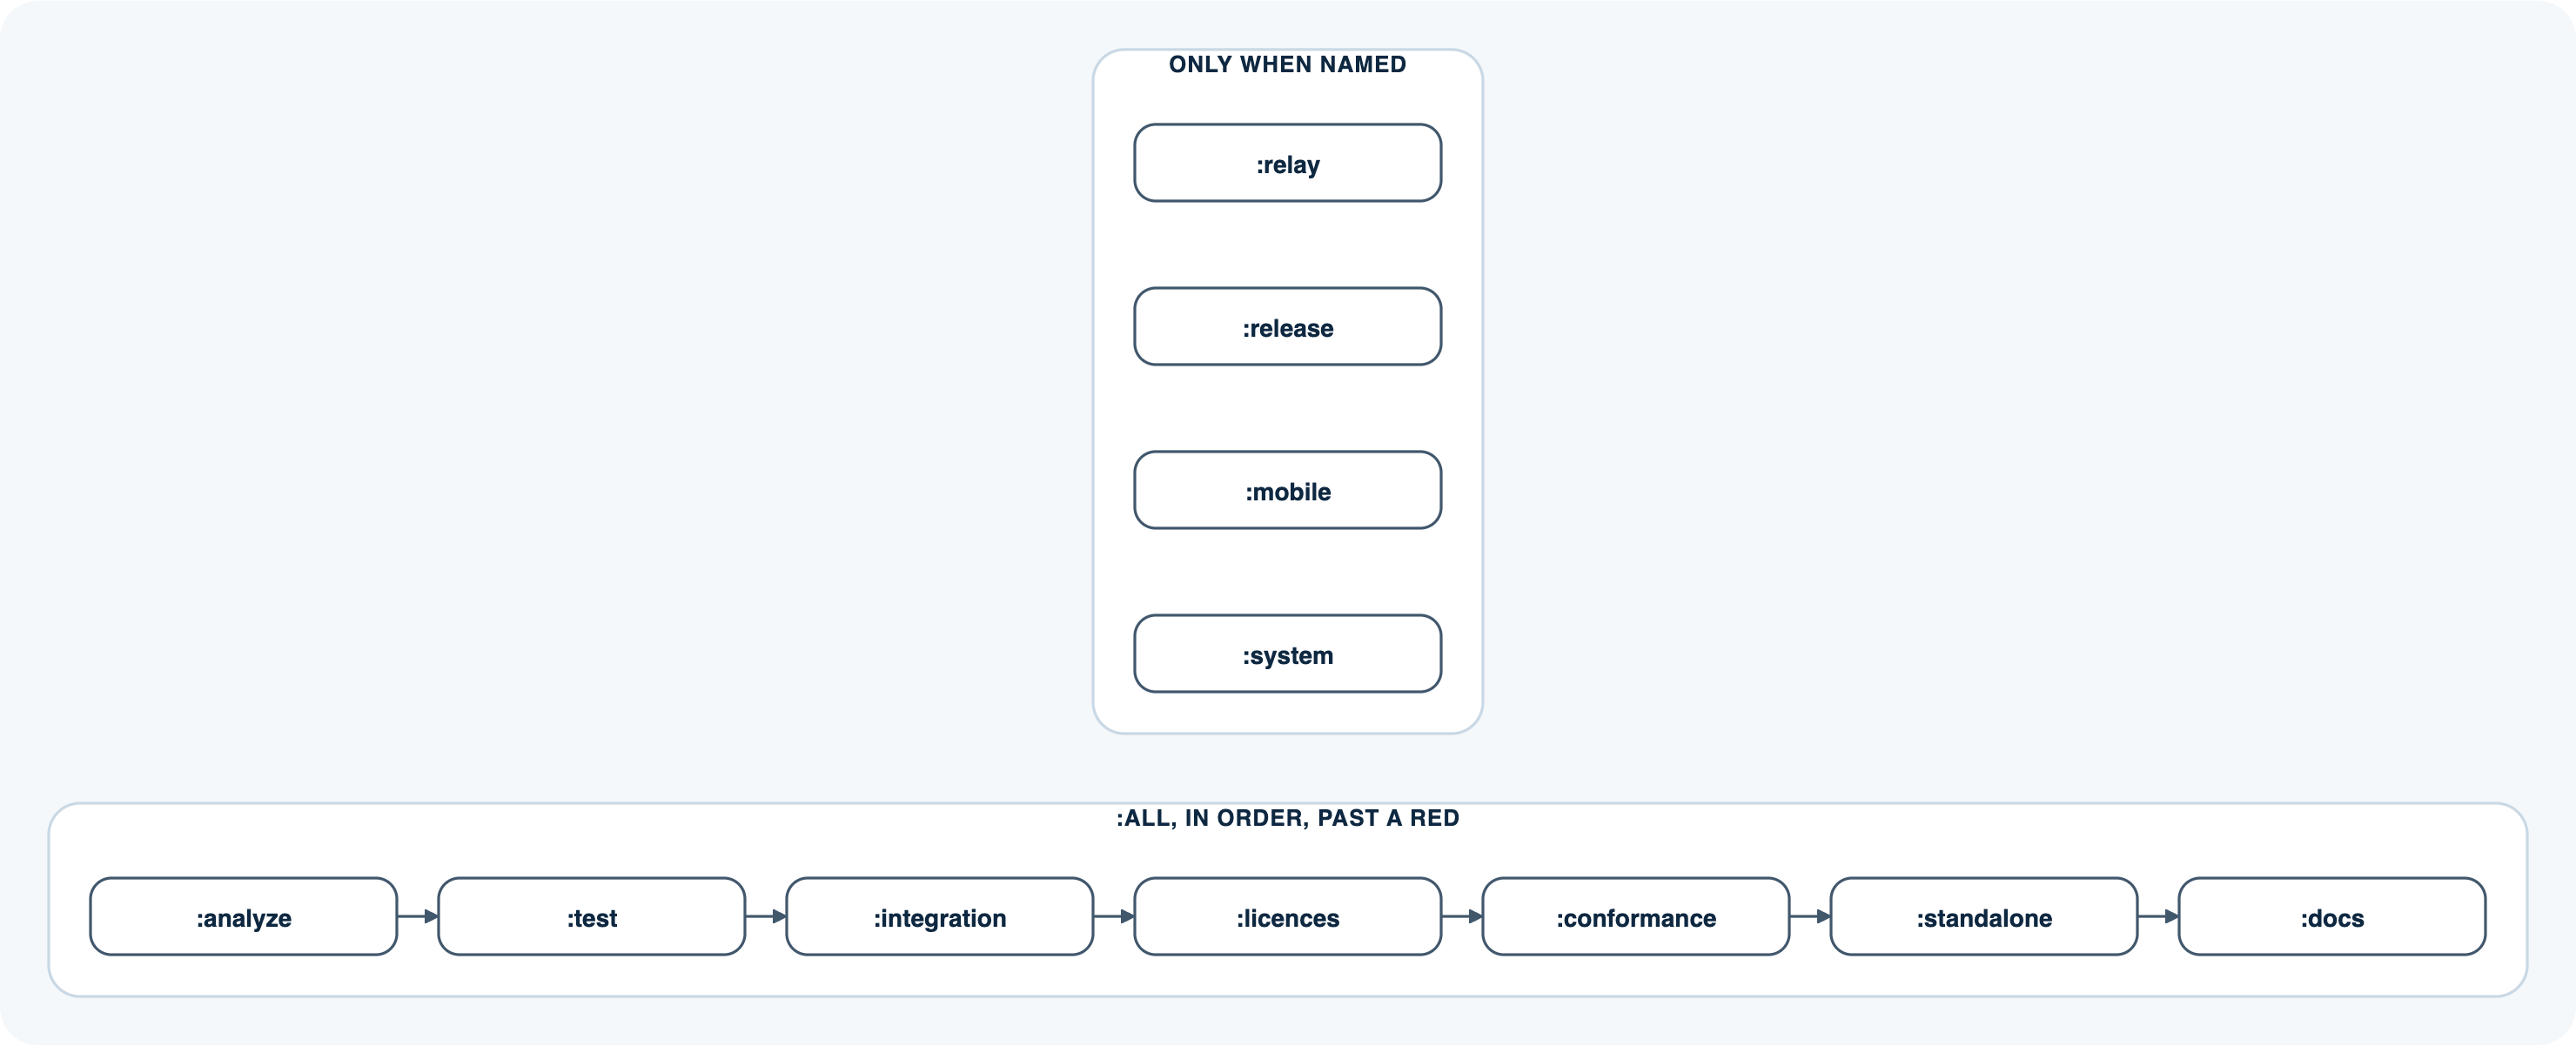 ONLY WHEN NAMED
:relay
:release
:mobile
:system
:ALL, IN ORDER, PAST A RED
:analyze
:test
:integration
:licences
:conformance
:standalone
:docs